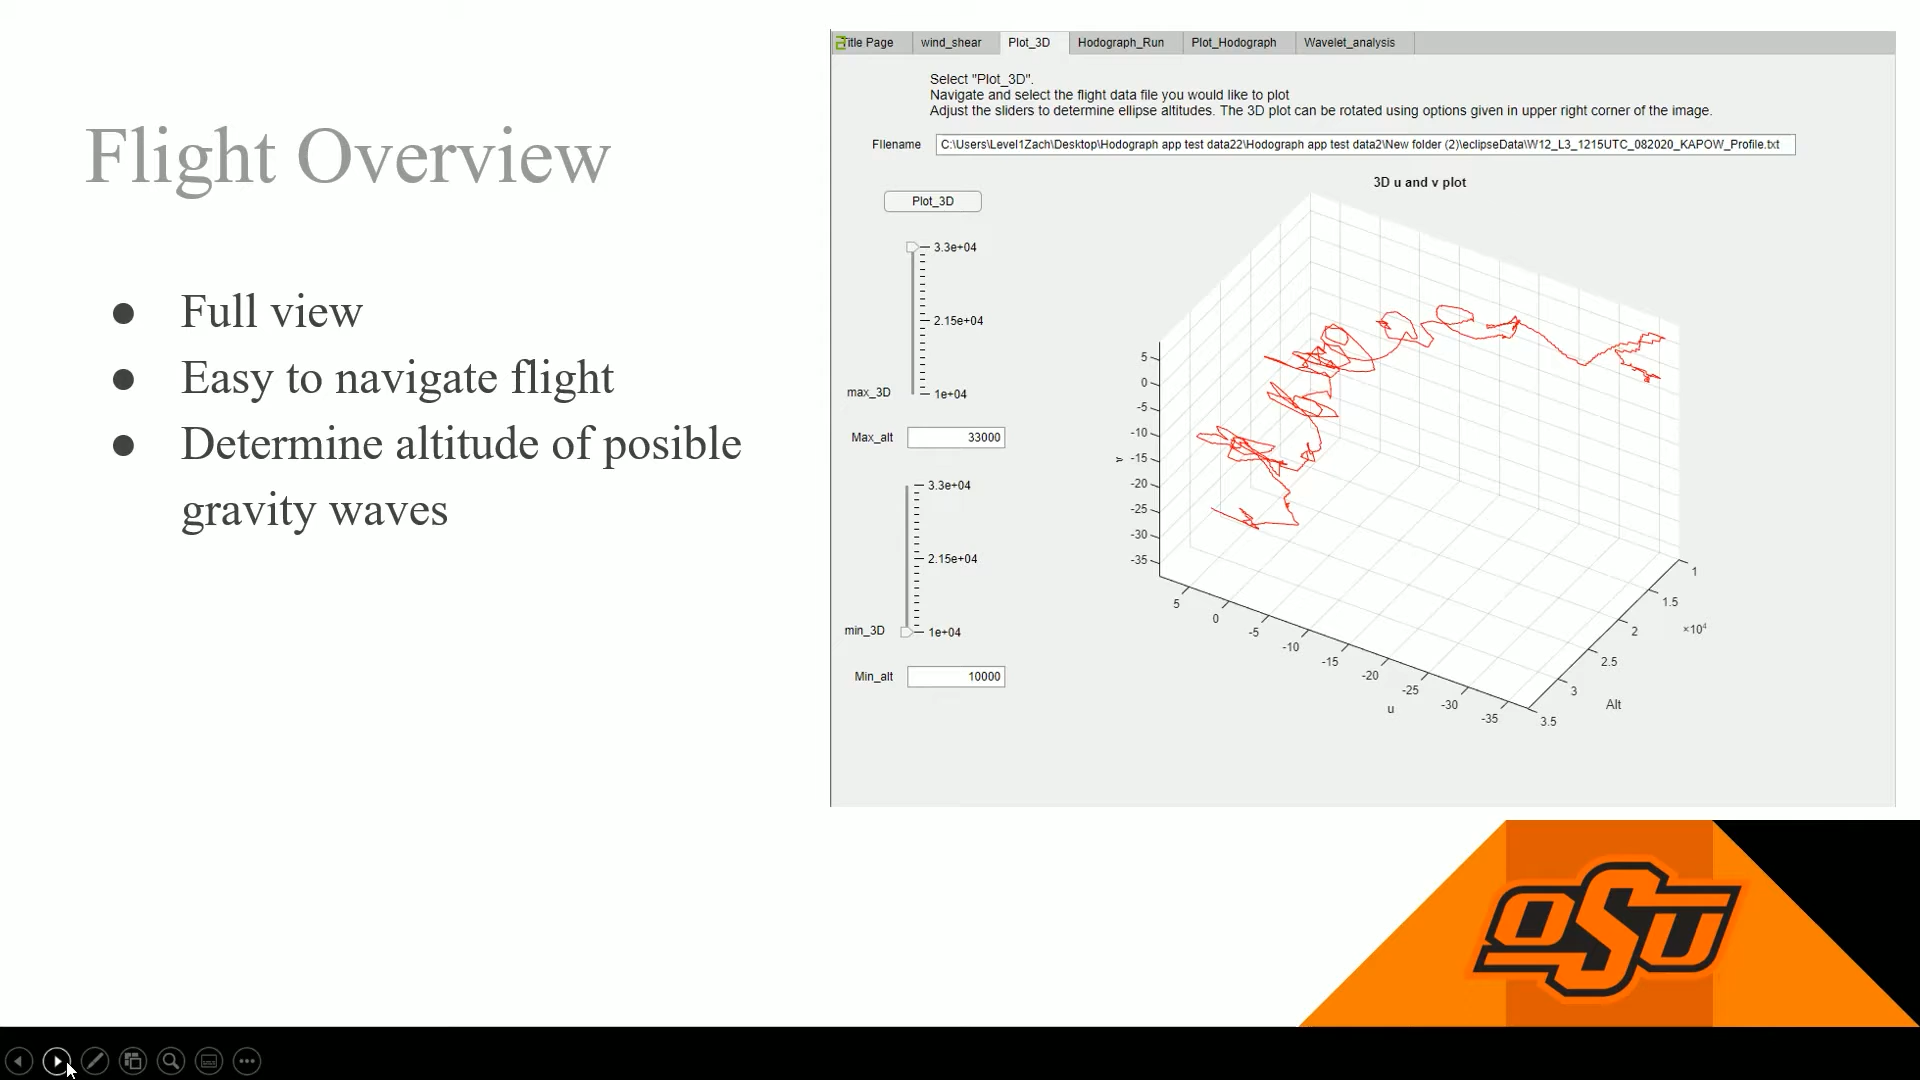 Flight Overview
● Full view
● Easy to navigate flight
● Determine altitude of posible
gravity waves
Title Page wind_shear Plot_3D Hodograph_Run Plot_Hodograph Wavelet_analysis
Select "Plot_3D".
Navigate and select the flight data file you would like to plot
Adjust the sliders to determine ellipse altitudes. The 3D plot can be rotated using options given in upper right corner of the image.
FIlename C:\Users\Level1Zach\Desktop\Hodograph app test data22\Hodograph app test data2\New folder (2)\eclipseData\W12_L3_1215UTC_082020_KAPOW_Profile.txt
Plot_3D
3.3e+04
2.15e+04
1e+04
max_3D
Max_alt 33000
3.3e+04
2.15e+04
1e+04
min_3D
Min_alt 10000
3D u and v plot
5
0
-5
-10
-15
-20
-25
-30
-35
v
5
0
-5
-10
-15
-20
-25
-30
-35
u
1
1.5
2
2.5
3
3.5
×10⁴
Alt
OSU